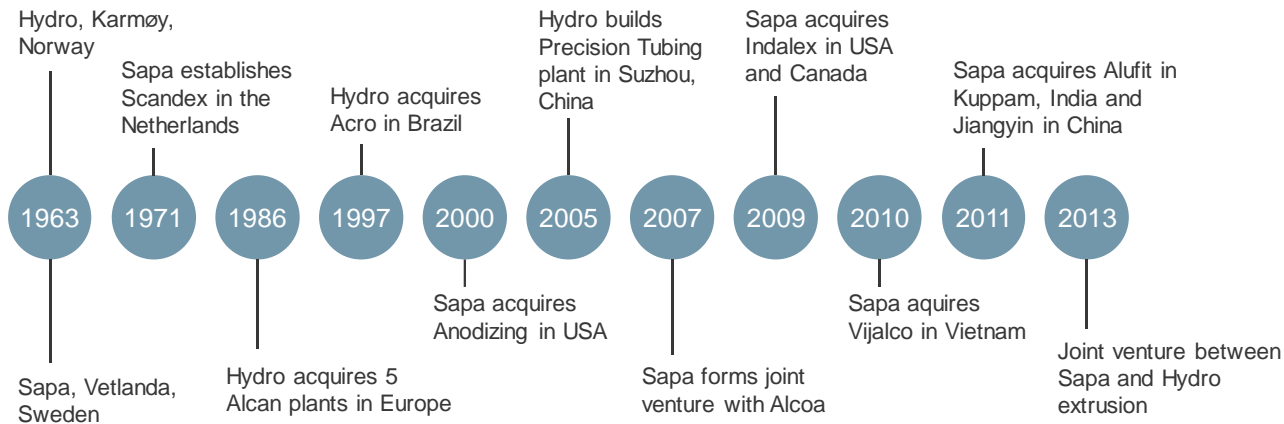 Hydro, Karmøy,
Norway
Sapa establishes
Scandex in the
Netherlands
Hydro acquires
Acro in Brazil
Hydro builds
Precision Tubing
plant in Suzhou,
China
Sapa acquires
Indalex in USA
and Canada
Sapa acquires Alufit in
Kuppam, India and
Jiangyin in China
1963
1971
1986
1997
2000
2005
2007
2009
2010
2011
2013
Sapa, Vetlanda,
Sweden
Hydro acquires 5
Alcan plants in Europe
Sapa acquires
Anodizing in USA
Sapa forms joint
venture with Alcoa
Sapa aquires
Vijalco in Vietnam
Joint venture between
Sapa and Hydro
extrusion